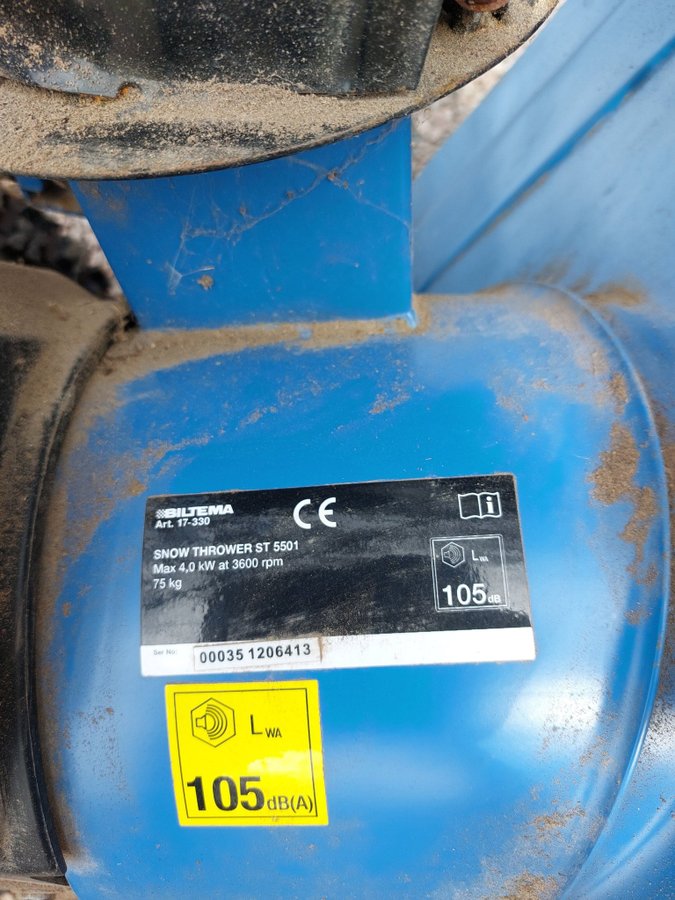 BILTEMA
Art. 17-330
CE
SNOW THROWER ST 5501
Max 4,0 kW at 3600 rpm
75 kg
LWA
105dB
Ser No:
00035 1206413
LWA
105dB(A)